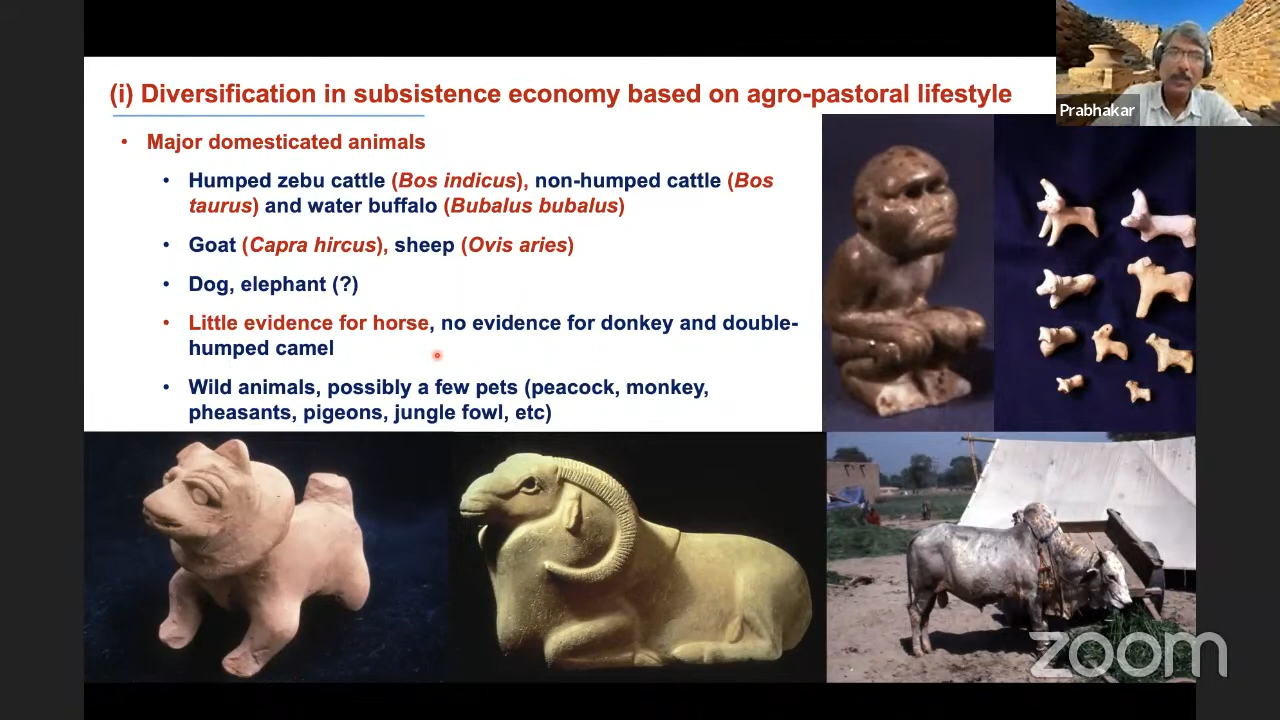 (i) Diversification in subsistence economy based on agro-pastoral lifestyle
Prabhakar
• Major domesticated animals
• Humped zebu cattle (Bos indicus), non-humped cattle (Bos
taurus) and water buffalo (Bubalus bubalus)
• Goat (Capra hircus), sheep (Ovis aries)
• Dog, elephant (?)
• Little evidence for horse, no evidence for donkey and double-
humped camel
• Wild animals, possibly a few pets (peacock, monkey,
pheasants, pigeons, jungle fowl, etc)
zoom